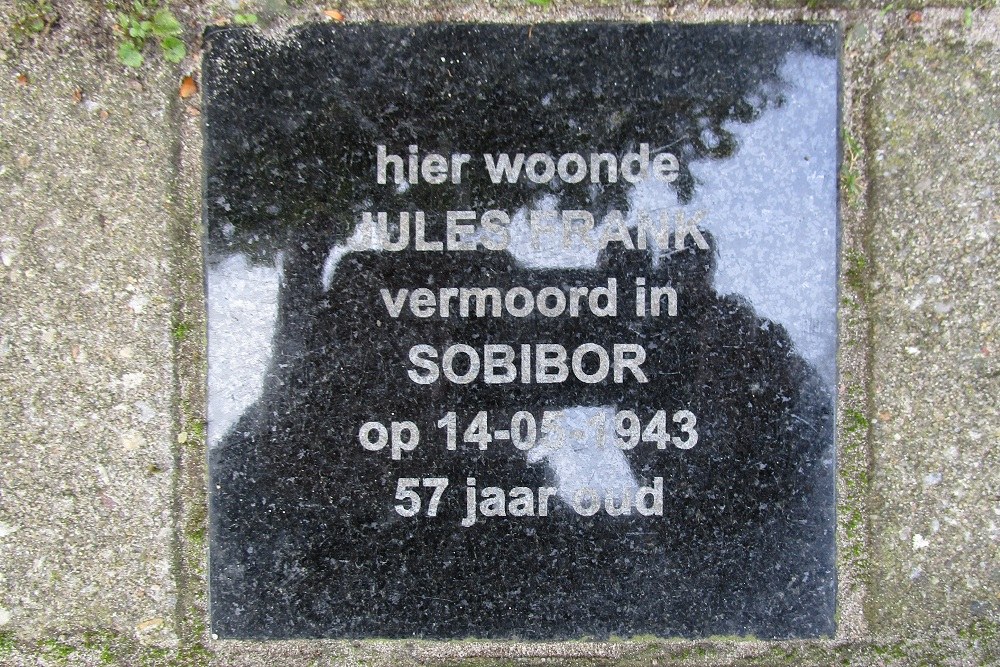 hier woonde
JULES FRANK
vermoord in
SOBIBOR
op 14-05-1943
57 jaar oud